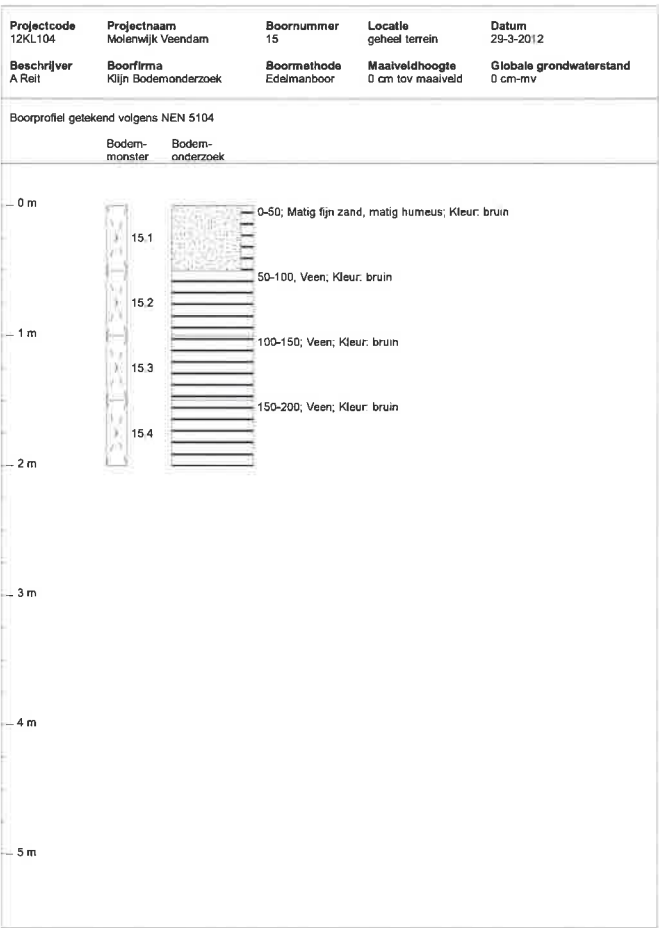 Projectcode Projectnaam Boornummer Locatie Datum
12KL104 Molenwijk Veendam 15 geheel terrein 29-3-2012
Beschrijver Boorfirma Boormethode Maaiveldhoogte Globale grondwaterstand
A Reit Klijn Bodemonderzoek Edelmanboor 0 cm tov maaiveld 0 cm-mv
Boorprofiel getekend volgens NEN 5104
Bodem- Bodem-
monster onderzoek
0 m
0-50; Matig fijn zand, matig humeus; Kleur: bruin
15.1
50-100, Veen; Kleur: bruin
15.2
1 m
100-150; Veen; Kleur: bruin
15.3
150-200; Veen; Kleur: bruin
15.4
2 m
3 m
4 m
5 m